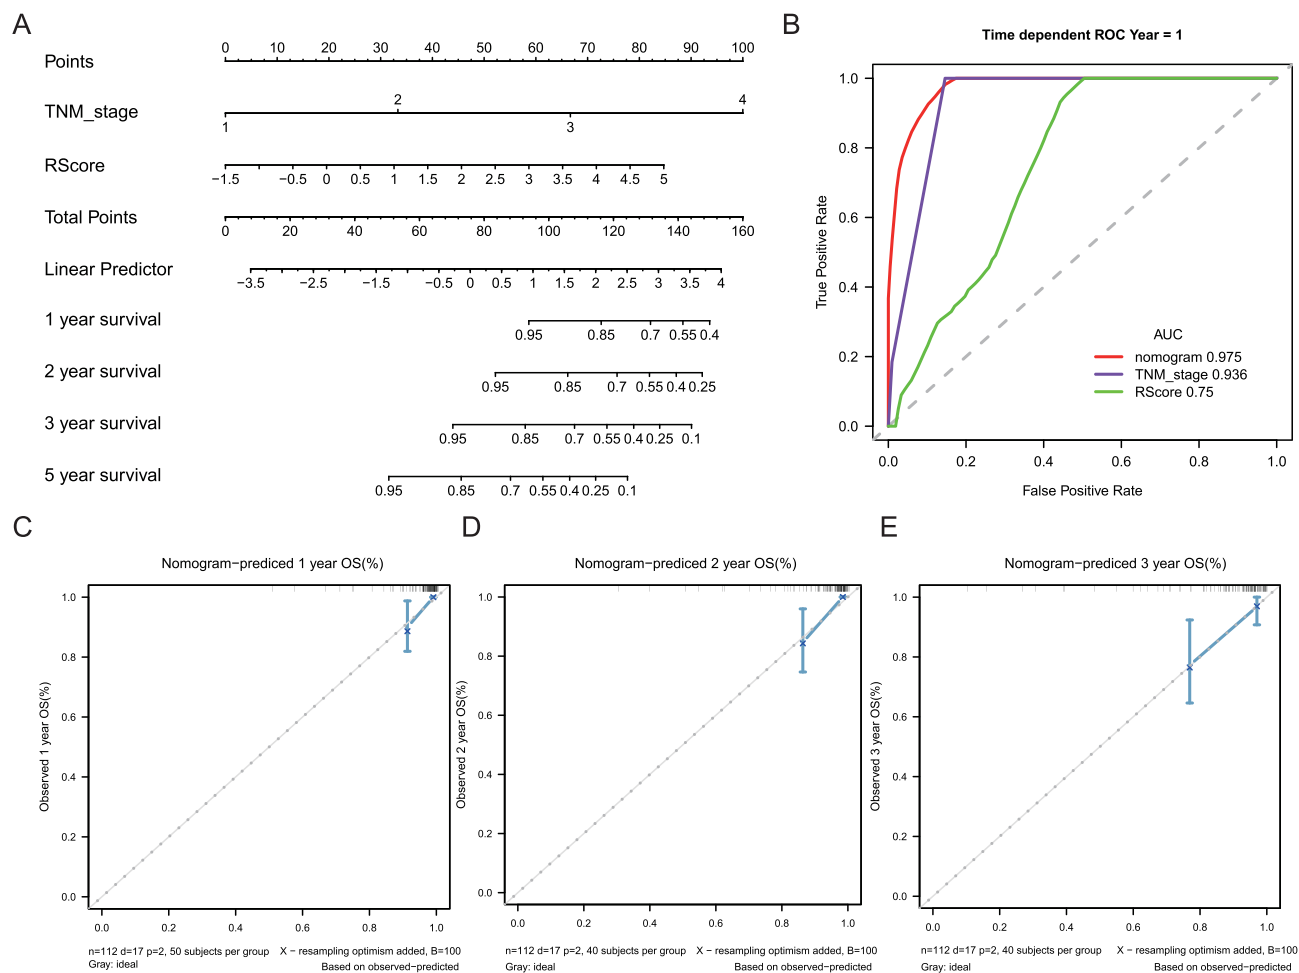 A
Points
0 10 20 30 40 50 60 70 80 90 100
TNM_stage
1 2 3 4
RScore
−1.5 −0.5 0 0.5 1 1.5 2 2.5 3 3.5 4 4.5 5
Total Points
0 20 40 60 80 100 120 140 160
Linear Predictor
−3.5 −2.5 −1.5 −0.5 0 0.5 1 1.5 2 2.5 3 3.5 4
1 year survival
0.95 0.85 0.7 0.55 0.4
2 year survival
0.95 0.85 0.7 0.55 0.4 0.25
3 year survival
0.95 0.85 0.7 0.55 0.4 0.25 0.1
5 year survival
0.95 0.85 0.7 0.55 0.4 0.25 0.1
B
Time dependent ROC Year = 1
True Positive Rate
1.0
0.8
0.6
0.4
0.2
0.0
AUC
nomogram 0.975
TNM_stage 0.936
RScore 0.75
0.0 0.2 0.4 0.6 0.8 1.0
False Positive Rate
C
Nomogram−prediced 1 year OS(%)
Observed 1 year OS(%)
1.0
0.8
0.6
0.4
0.2
0.0
0.0 0.2 0.4 0.6 0.8 1.0
n=112 d=17 p=2, 50 subjects per group X − resampling optimism added, B=100
Gray: ideal Based on observed−predicted
D
Nomogram−prediced 2 year OS(%)
Observed 2 year OS(%)
1.0
0.8
0.6
0.4
0.2
0.0
0.0 0.2 0.4 0.6 0.8 1.0
n=112 d=17 p=2, 40 subjects per group X − resampling optimism added, B=100
Gray: ideal Based on observed−predicted
E
Nomogram−prediced 3 year OS(%)
Observed 3 year OS(%)
1.0
0.8
0.6
0.4
0.2
0.0
0.0 0.2 0.4 0.6 0.8 1.0
n=112 d=17 p=2, 40 subjects per group X − resampling optimism added, B=100
Gray: ideal Based on observed−predicted